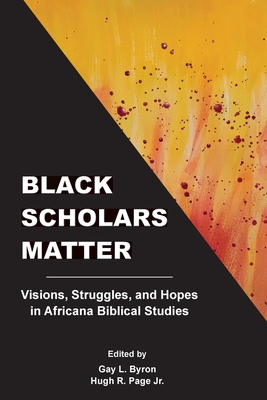 BLACK
SCHOLARS
MATTER
Visions, Struggles, and Hopes
in Africana Biblical Studies
Edited by
Gay L. Byron
Hugh R. Page Jr.